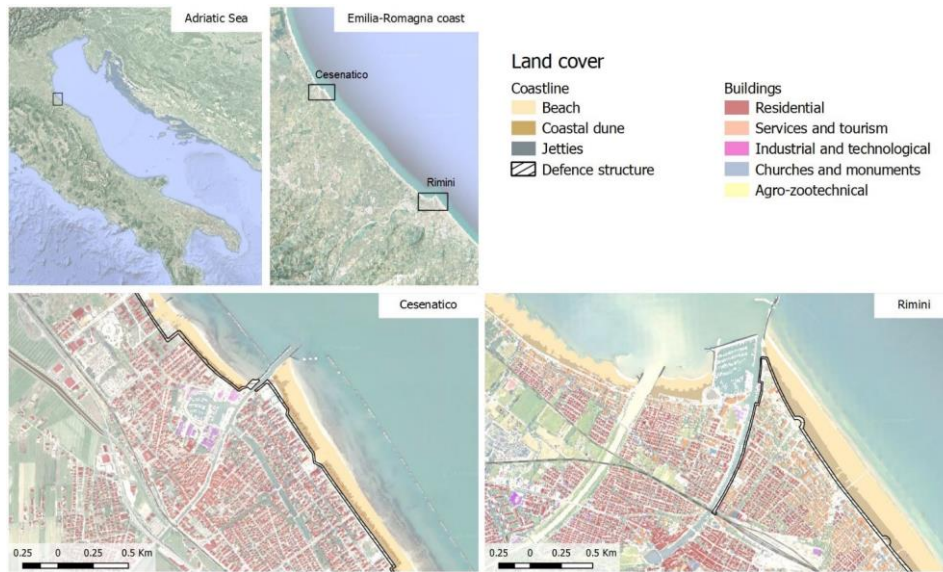 Adriatic Sea
Emilia-Romagna coast
Cesenatico
Rimini
Land cover
Coastline
Beach
Coastal dune
Jetties
Defence structure
Buildings
Residential
Services and tourism
Industrial and technological
Churches and monuments
Agro-zootechnical
Cesenatico
0.25 0 0.25 0.5 Km
Rimini
0.25 0 0.25 0.5 Km